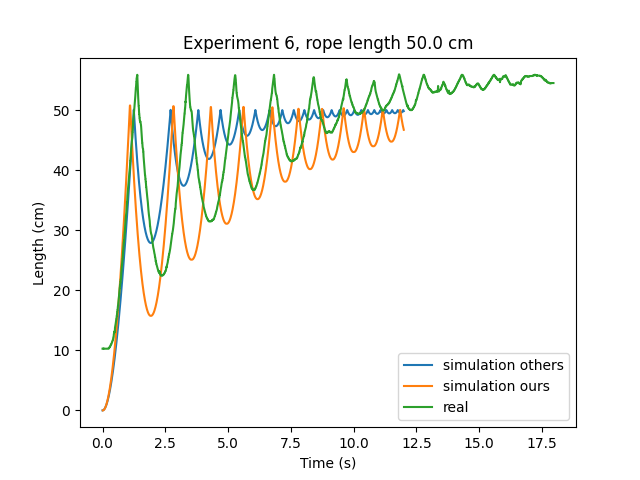 Experiment 6, rope length 50.0 cm
Length (cm)
50
40
30
20
10
0
0.0 2.5 5.0 7.5 10.0 12.5 15.0 17.5
Time (s)
simulation others
simulation ours
real